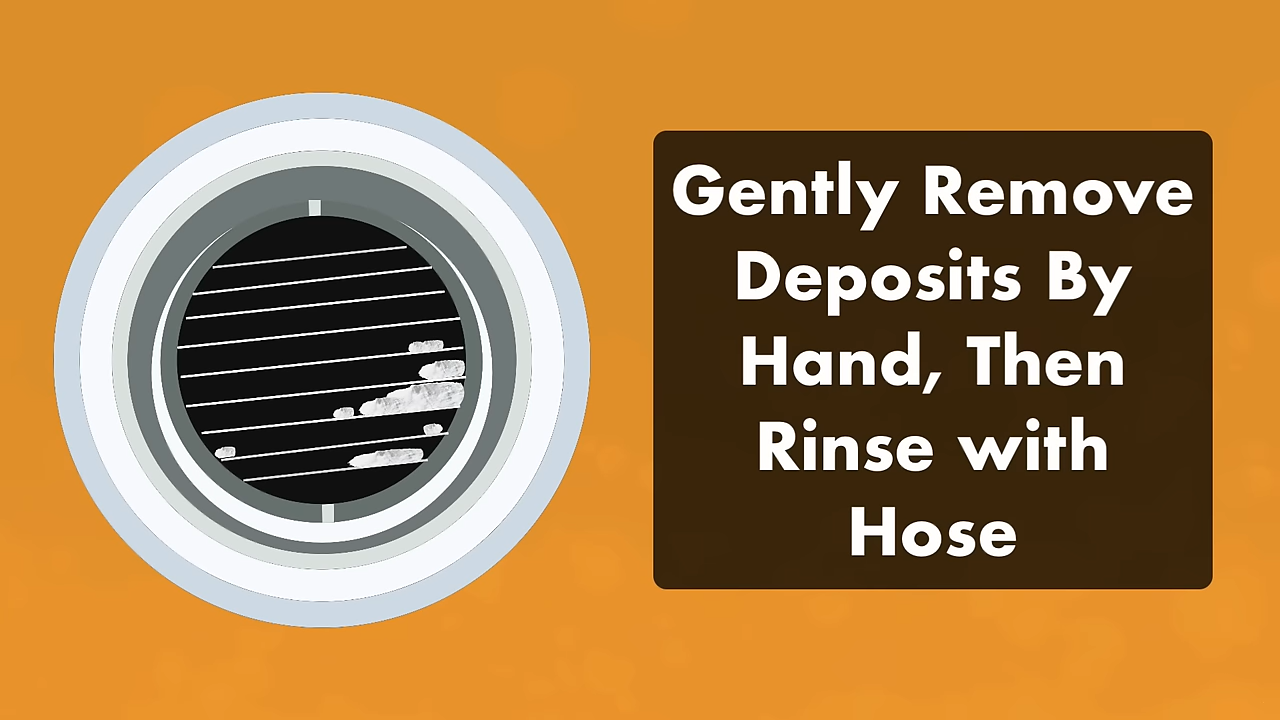 Gently Remove
Deposits By
Hand, Then
Rinse with
Hose